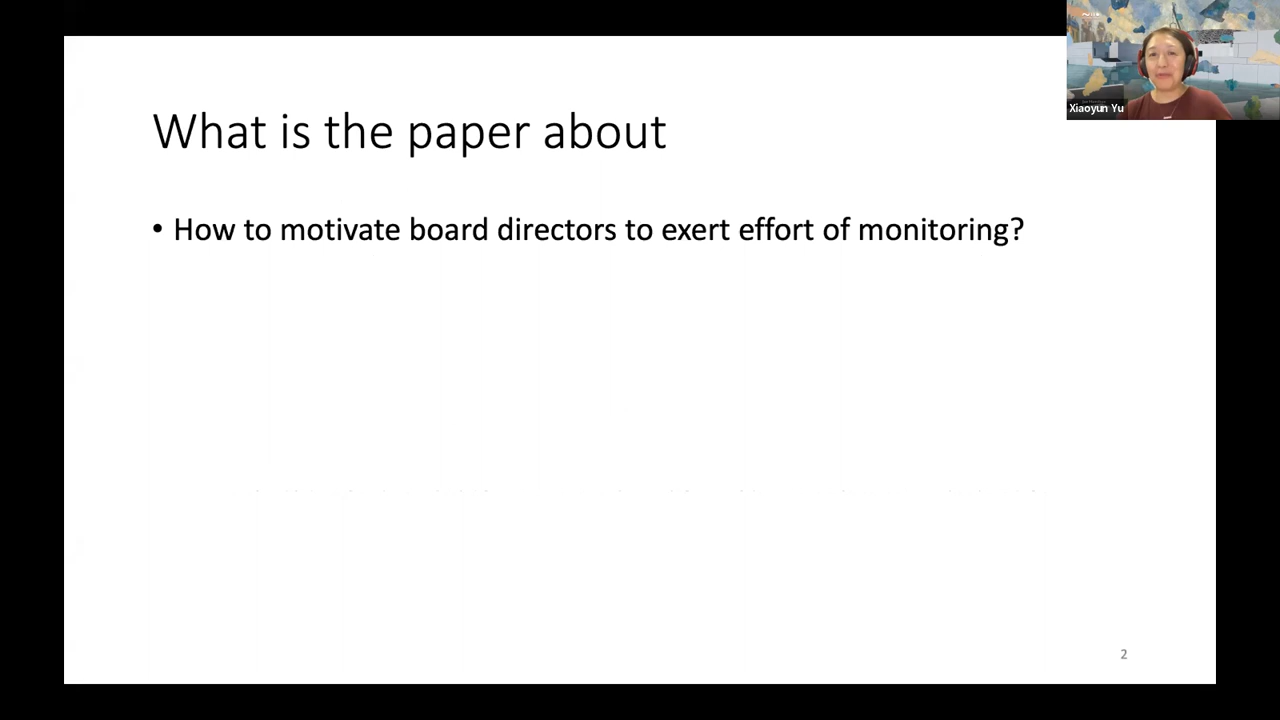 Xiaoyun Yu
What is the paper about
• How to motivate board directors to exert effort of monitoring?
2